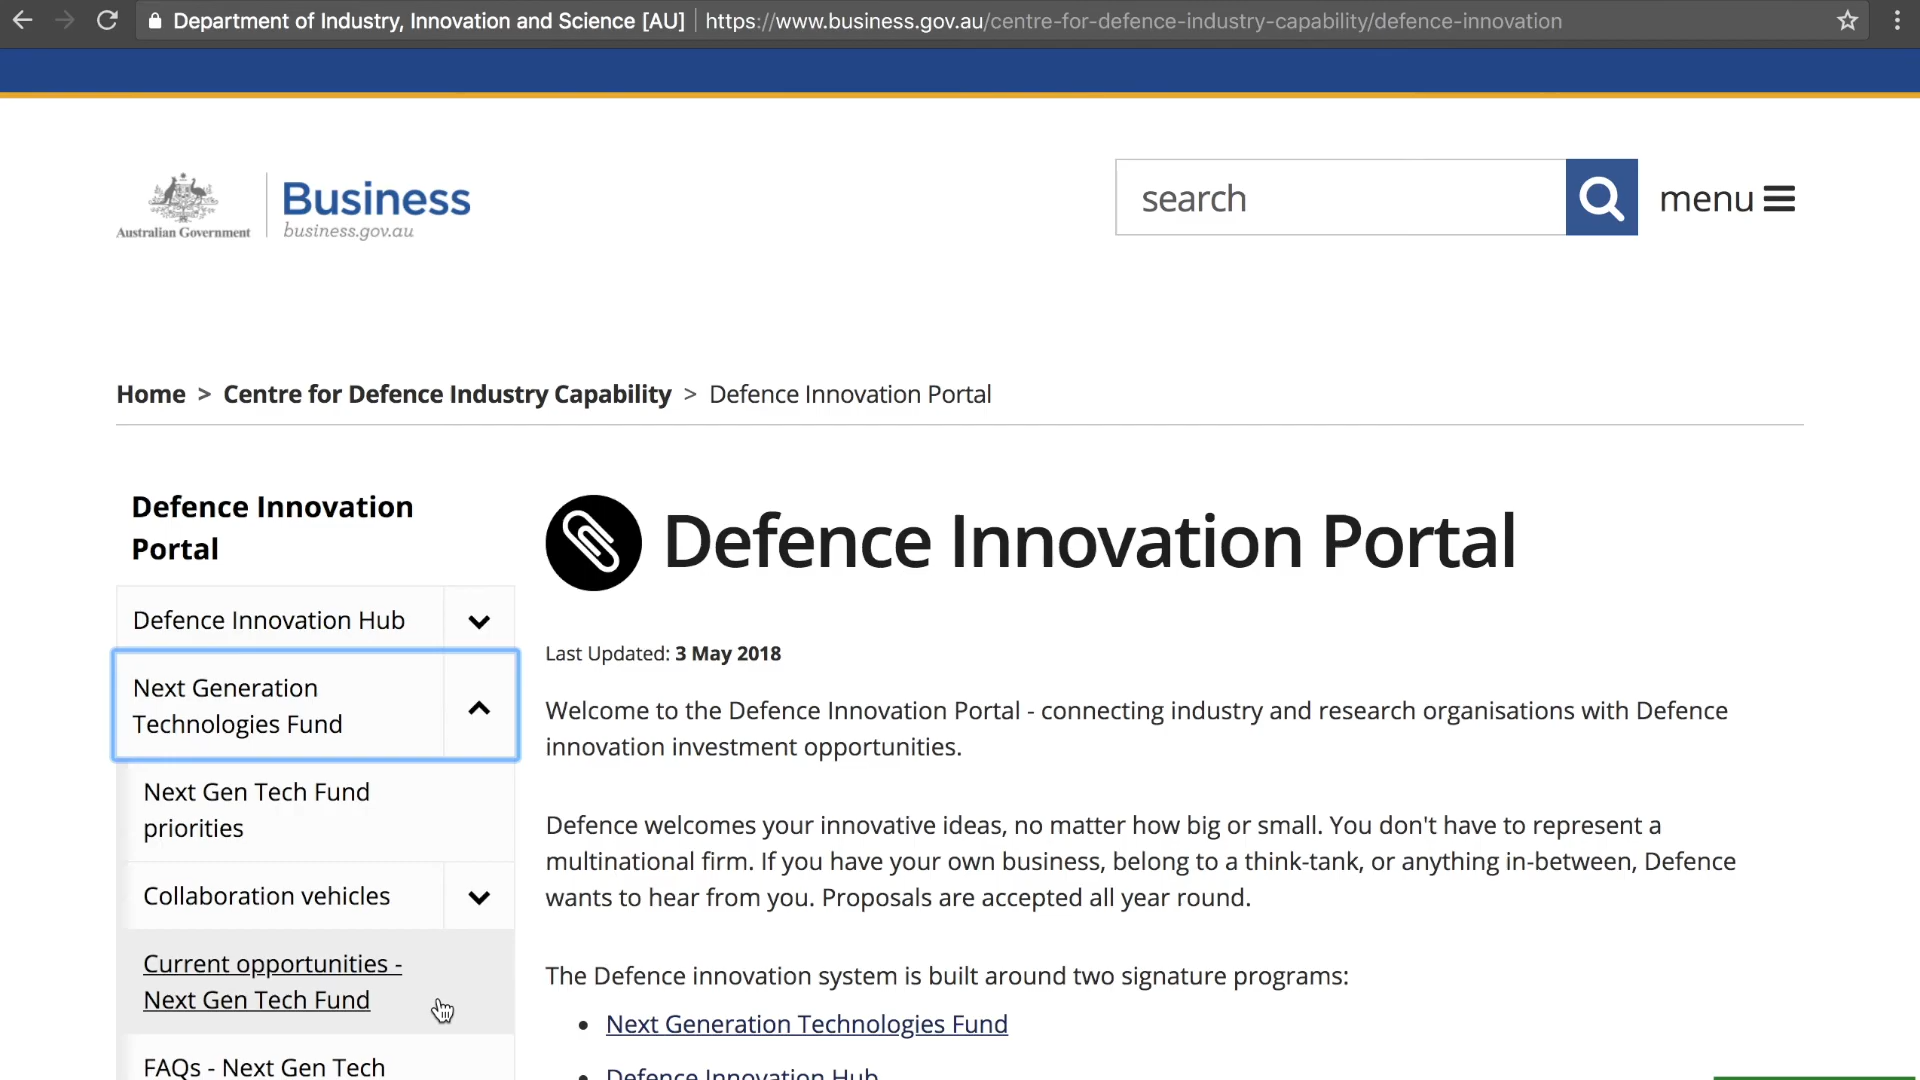 Department of Industry, Innovation and Science [AU] | https://www.business.gov.au/centre-for-defence-industry-capability/defence-innovation
Australian Government
Business
business.gov.au
search
menu
Home > Centre for Defence Industry Capability > Defence Innovation Portal
Defence Innovation
Portal
Defence Innovation Hub
Next Generation
Technologies Fund
Next Gen Tech Fund
priorities
Collaboration vehicles
Current opportunities -
Next Gen Tech Fund
FAQs - Next Gen Tech
Defence Innovation Portal
Last Updated: 3 May 2018
Welcome to the Defence Innovation Portal - connecting industry and research organisations with Defence
innovation investment opportunities.
Defence welcomes your innovative ideas, no matter how big or small. You don't have to represent a
multinational firm. If you have your own business, belong to a think-tank, or anything in-between, Defence
wants to hear from you. Proposals are accepted all year round.
The Defence innovation system is built around two signature programs:
• Next Generation Technologies Fund
• Defence Innovation Hub